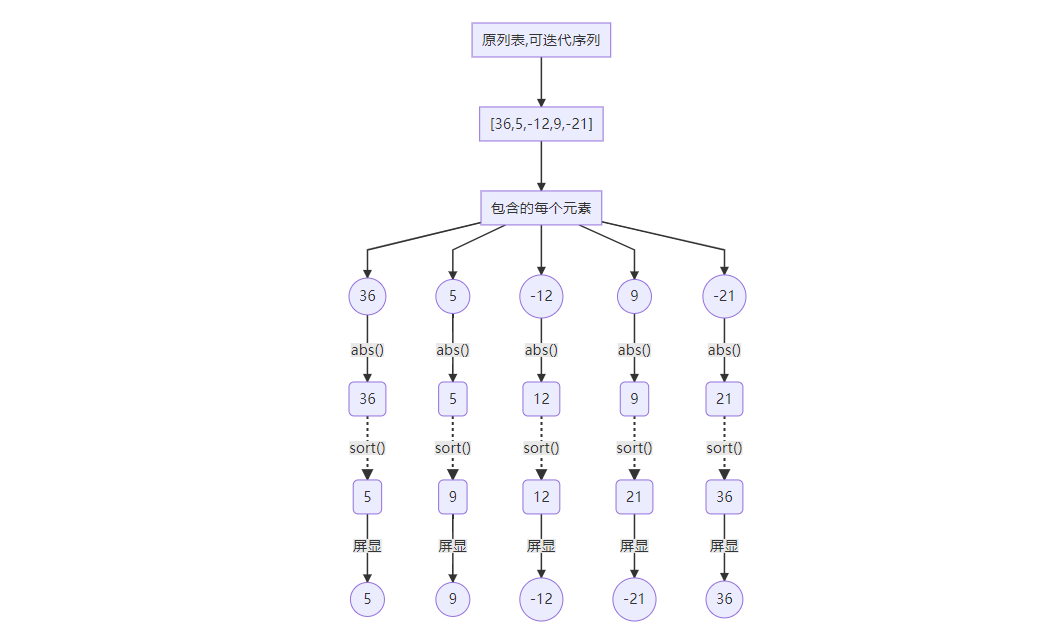 原列表,可迭代序列
[36,5,-12,9,-21]
包含的每个元素
36 5 -12 9 -21
abs() abs() abs() abs() abs()
36 5 12 9 21
sort() sort() sort() sort() sort()
5 9 12 21 36
屏显 屏显 屏显 屏显 屏显
5 9 -12 -21 36